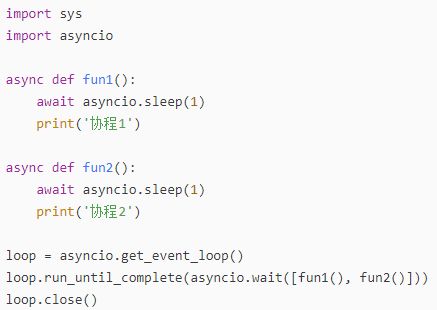 import sys
import asyncio

async def fun1():
    await asyncio.sleep(1)
    print('协程1')

async def fun2():
    await asyncio.sleep(1)
    print('协程2')

loop = asyncio.get_event_loop()
loop.run_until_complete(asyncio.wait([fun1(), fun2()]))
loop.close()